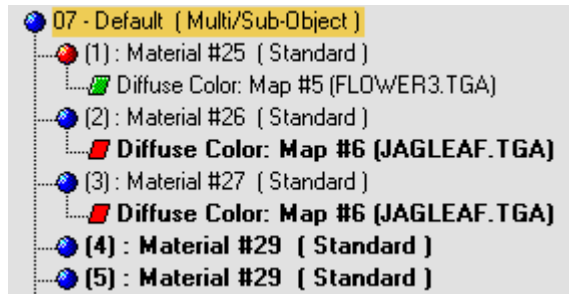 07 - Default ( Multi/Sub-Object )
(1) : Material #25 ( Standard )
Diffuse Color: Map #5 (FLOWER3.TGA)
(2) : Material #26 ( Standard )
Diffuse Color: Map #6 (JAGLEAF.TGA)
(3) : Material #27 ( Standard )
Diffuse Color: Map #6 (JAGLEAF.TGA)
(4) : Material #29 ( Standard )
(5) : Material #29 ( Standard )